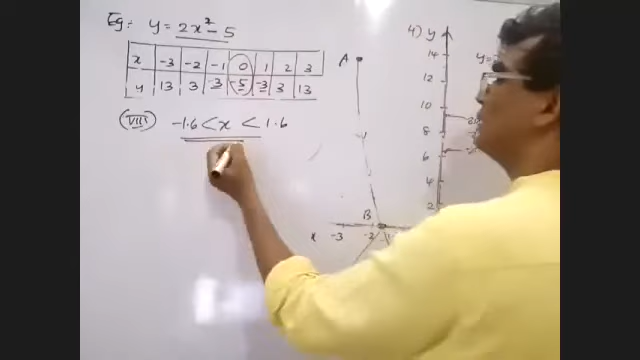 Eg:- y = 2x² - 5
x -3 -2 -1 0 1 2 3
y 13 3 -3 -5 -3 3 13
(VIII) -1.6 < x < 1.6
4) y
14
12
10
8
6
4
2
A
B
x -3 -2 -1